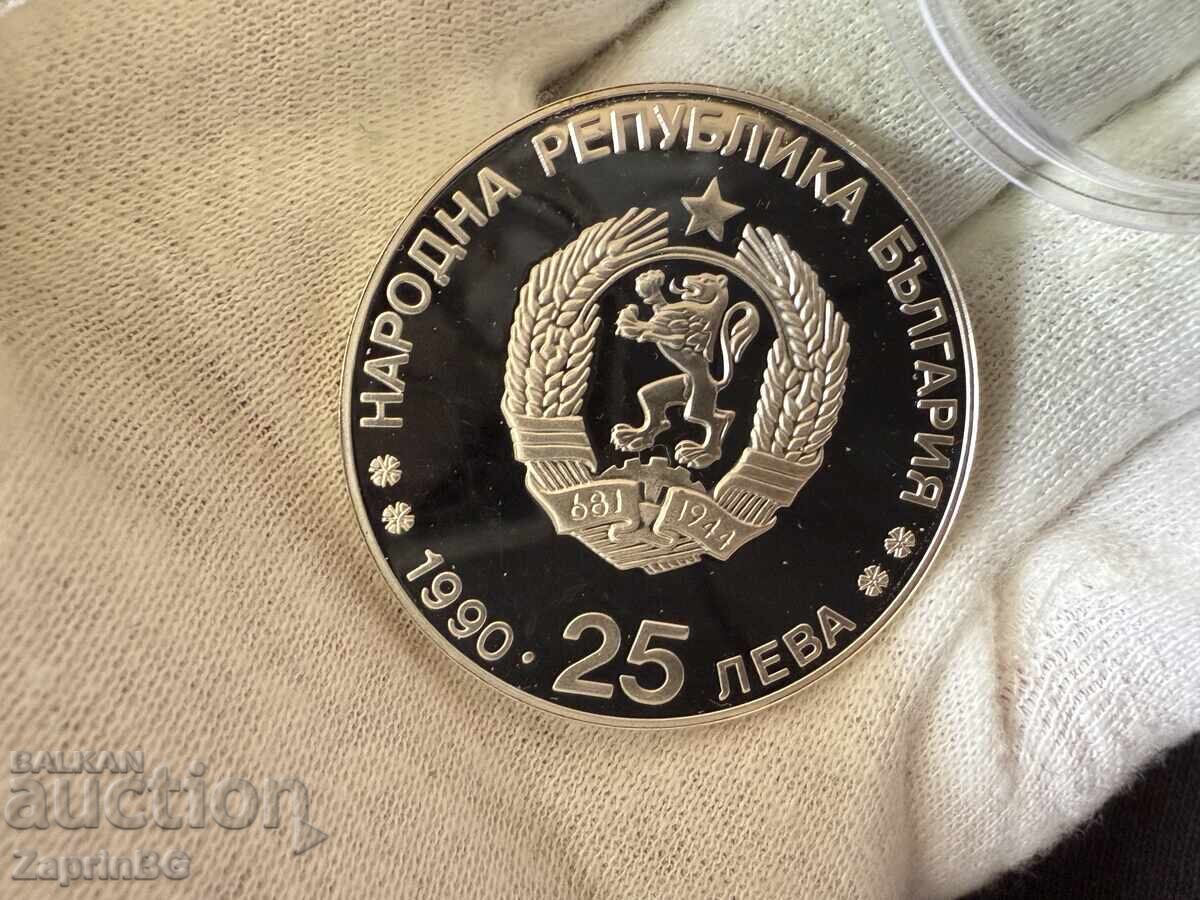 НАРОДНА РЕПУБЛИКА БЪЛГАРИЯ
681 1944
1990 · 25 ЛЕВА
BALKAN
auction
ZaprinBG